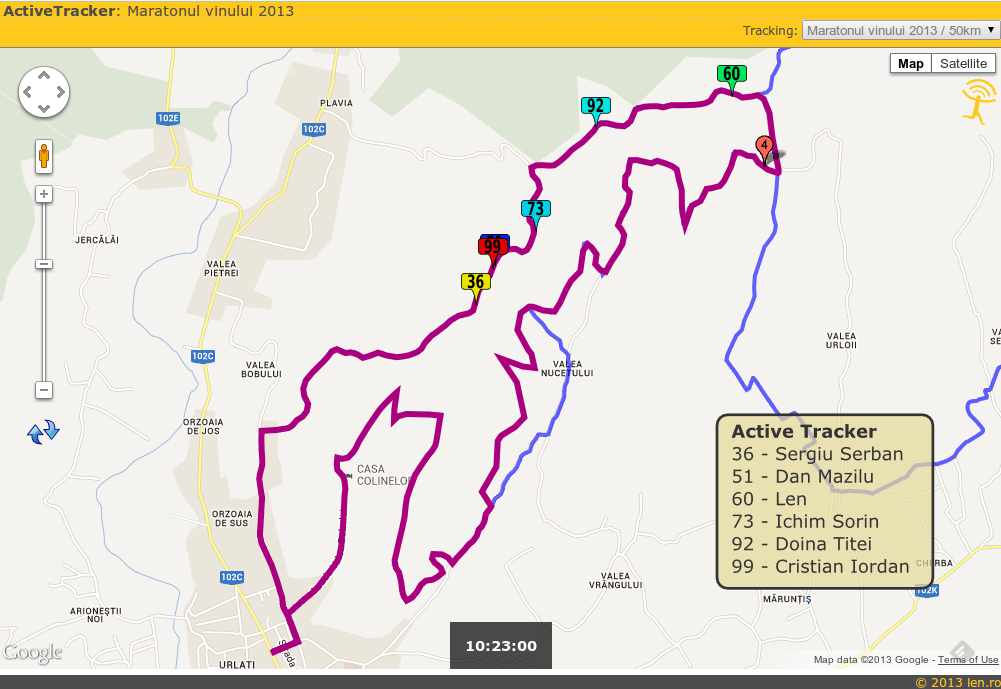 ActiveTracker: Maratonul vinului 2013
Tracking: Maratonul vinului 2013 / 50km
Map Satellite
60
92
PLAVIA
102E
102C
4
73
JERCĂLĂI
99
VALEA
PIETREI
36
VALEA
URLOII
102C
VALEA
BOBULUI
VALEA
NUCETULUI
ORZOAIA
DE JOS
Active Tracker
36 - Sergiu Serban
51 - Dan Mazilu
60 - Len
73 - Ichim Sorin
92 - Doina Titei
99 - Cristian Iordan
CASA
COLINELOR
ORZOAIA
DE SUS
102C
VALEA
VRÂNGULUI
CHERBA
102K
MĂRUNȚIȘ
ARIONEȘTII
NOI
10:23:00
Google
URLATI
Map data ©2013 Google - Terms of Use
© 2013 len.ro